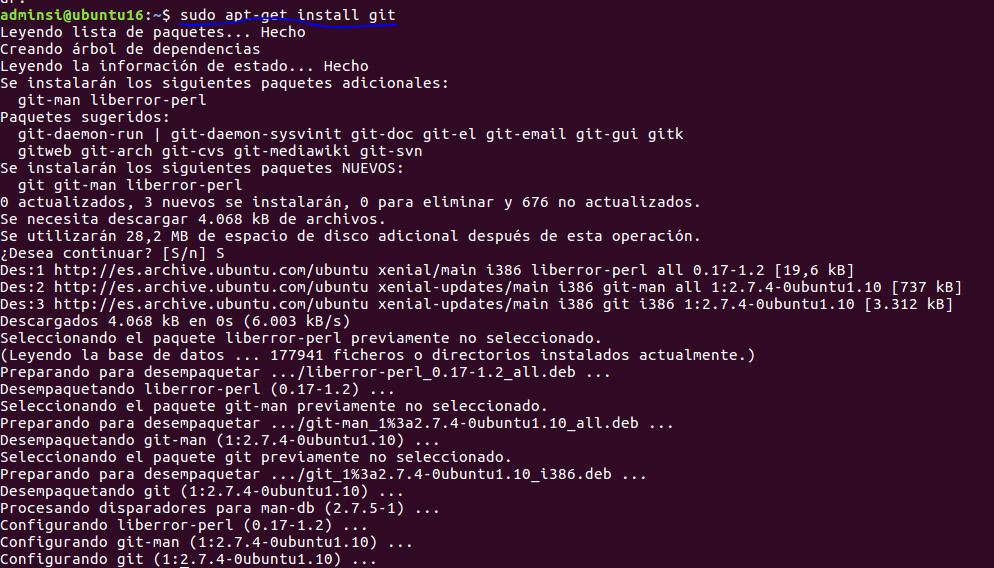 adminsi@ubuntu16:~$ sudo apt-get install git
Leyendo lista de paquetes... Hecho
Creando árbol de dependencias
Leyendo la información de estado... Hecho
Se instalarán los siguientes paquetes adicionales:
  git-man liberror-perl
Paquetes sugeridos:
  git-daemon-run | git-daemon-sysvinit git-doc git-el git-email git-gui gitk
  gitweb git-arch git-cvs git-mediawiki git-svn
Se instalarán los siguientes paquetes NUEVOS:
  git git-man liberror-perl
0 actualizados, 3 nuevos se instalarán, 0 para eliminar y 676 no actualizados.
Se necesita descargar 4.068 kB de archivos.
Se utilizarán 28,2 MB de espacio de disco adicional después de esta operación.
¿Desea continuar? [S/n] S
Des:1 http://es.archive.ubuntu.com/ubuntu xenial/main i386 liberror-perl all 0.17-1.2 [19,6 kB]
Des:2 http://es.archive.ubuntu.com/ubuntu xenial-updates/main i386 git-man all 1:2.7.4-0ubuntu1.10 [737 kB]
Des:3 http://es.archive.ubuntu.com/ubuntu xenial-updates/main i386 git i386 1:2.7.4-0ubuntu1.10 [3.312 kB]
Descargados 4.068 kB en 0s (6.003 kB/s)
Seleccionando el paquete liberror-perl previamente no seleccionado.
(Leyendo la base de datos ... 177941 ficheros o directorios instalados actualmente.)
Preparando para desempaquetar .../liberror-perl_0.17-1.2_all.deb ...
Desempaquetando liberror-perl (0.17-1.2) ...
Seleccionando el paquete git-man previamente no seleccionado.
Preparando para desempaquetar .../git-man_1%3a2.7.4-0ubuntu1.10_all.deb ...
Desempaquetando git-man (1:2.7.4-0ubuntu1.10) ...
Seleccionando el paquete git previamente no seleccionado.
Preparando para desempaquetar .../git_1%3a2.7.4-0ubuntu1.10_i386.deb ...
Desempaquetando git (1:2.7.4-0ubuntu1.10) ...
Procesando disparadores para man-db (2.7.5-1) ...
Configurando liberror-perl (0.17-1.2) ...
Configurando git-man (1:2.7.4-0ubuntu1.10) ...
Configurando git (1:2.7.4-0ubuntu1.10) ...